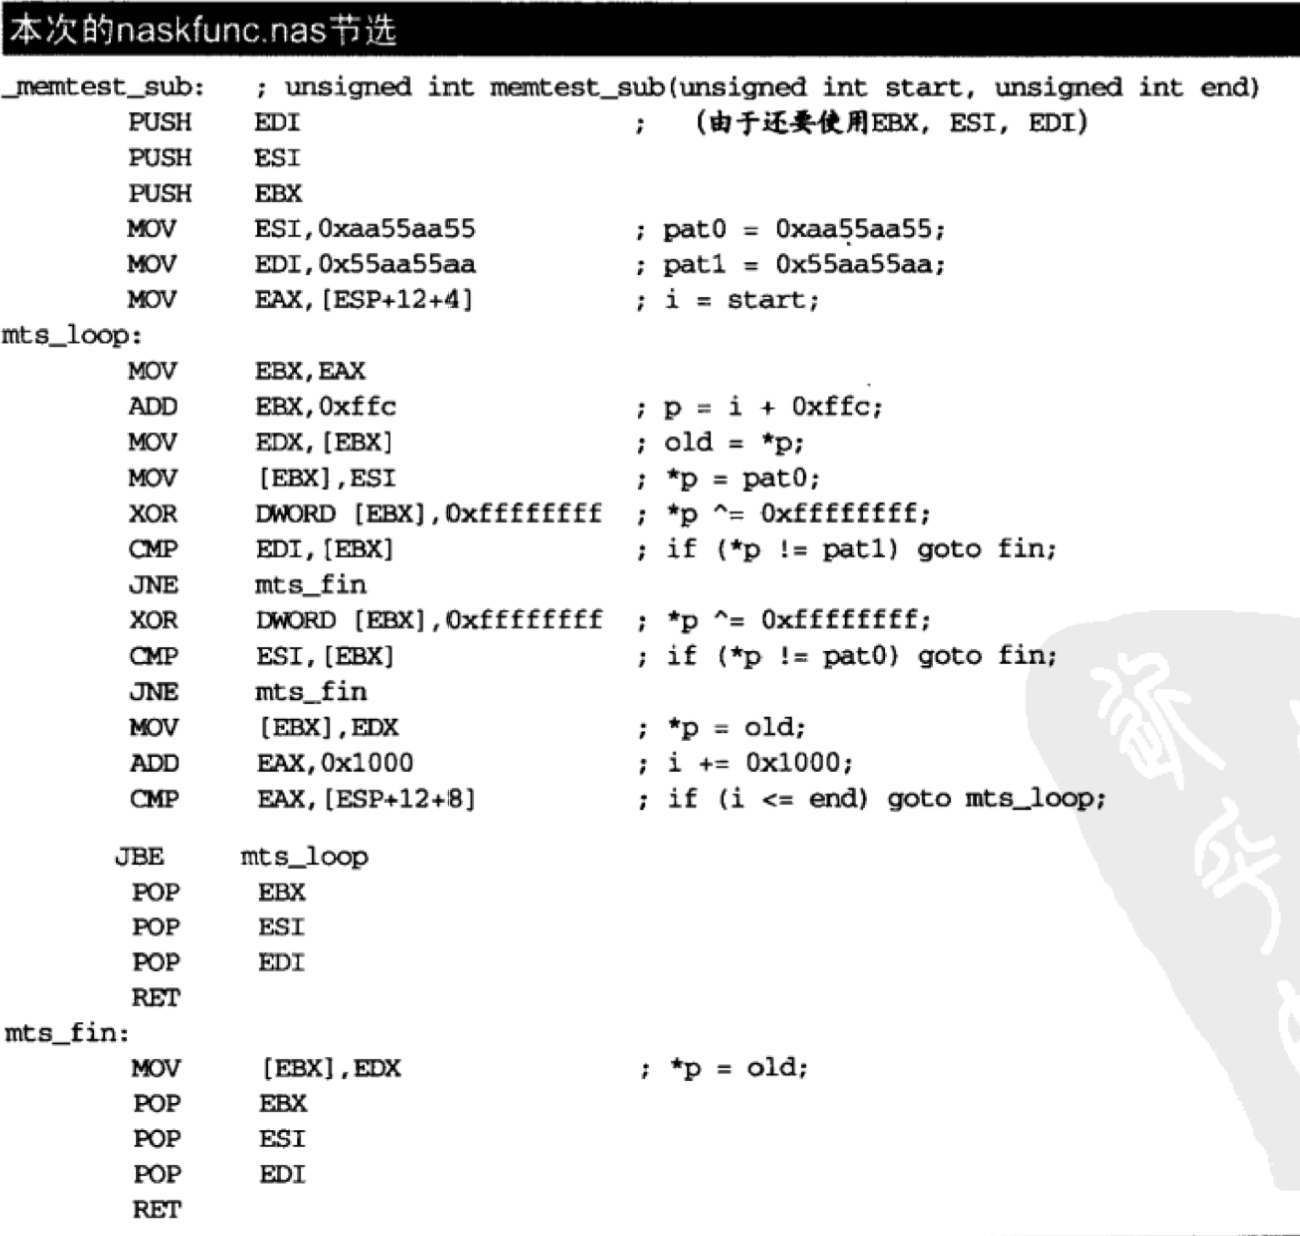 本次的naskfunc.nas节选
_memtest_sub: ; unsigned int memtest_sub(unsigned int start, unsigned int end)
PUSH EDI ; (由于还要使用EBX, ESI, EDI)
PUSH ESI
PUSH EBX
MOV ESI,0xaa55aa55 ; pat0 = 0xaa55aa55;
MOV EDI,0x55aa55aa ; pat1 = 0x55aa55aa;
MOV EAX,[ESP+12+4] ; i = start;
mts_loop:
MOV EBX,EAX
ADD EBX,0xffc ; p = i + 0xffc;
MOV EDX,[EBX] ; old = *p;
MOV [EBX],ESI ; *p = pat0;
XOR DWORD [EBX],0xffffffff ; *p ^= 0xffffffff;
CMP EDI,[EBX] ; if (*p != pat1) goto fin;
JNE mts_fin
XOR DWORD [EBX],0xffffffff ; *p ^= 0xffffffff;
CMP ESI,[EBX] ; if (*p != pat0) goto fin;
JNE mts_fin
MOV [EBX],EDX ; *p = old;
ADD EAX,0x1000 ; i += 0x1000;
CMP EAX,[ESP+12+8] ; if (i <= end) goto mts_loop;
JBE mts_loop
POP EBX
POP ESI
POP EDI
RET
mts_fin:
MOV [EBX],EDX ; *p = old;
POP EBX
POP ESI
POP EDI
RET